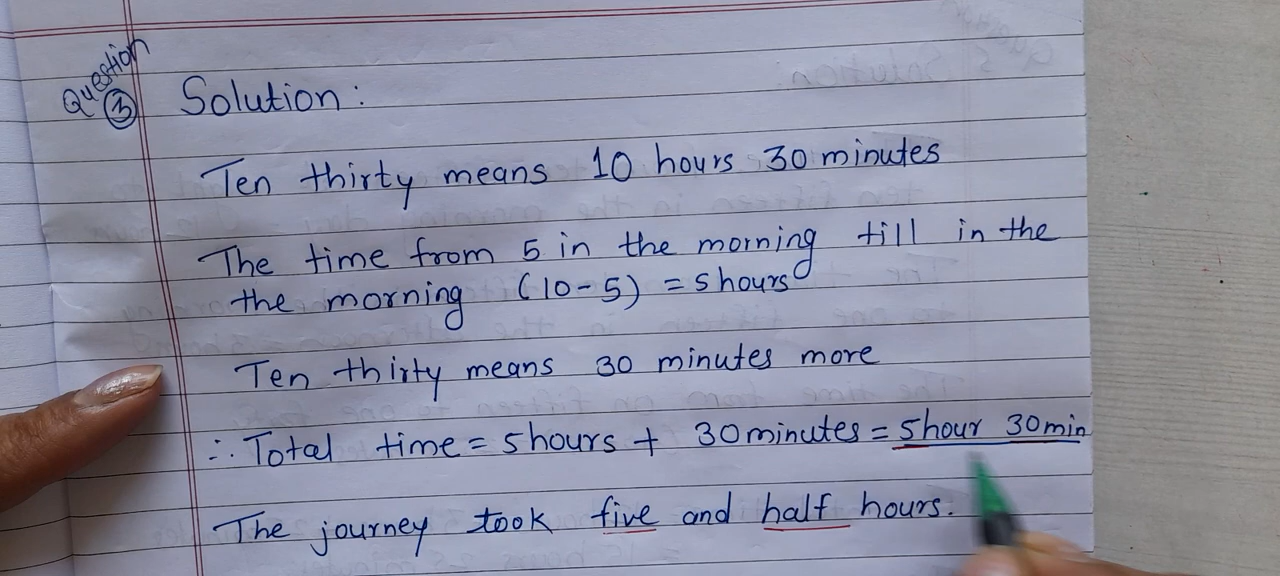 Question
3
Solution:
Ten thirty means 10 hours 30 minutes
The time from 5 in the morning till in the
the morning (10-5) = 5 hours
Ten thirty means 30 minutes more
∴ Total time = 5 hours + 30 minutes = 5 hour 30 min
The journey took five and half hours.